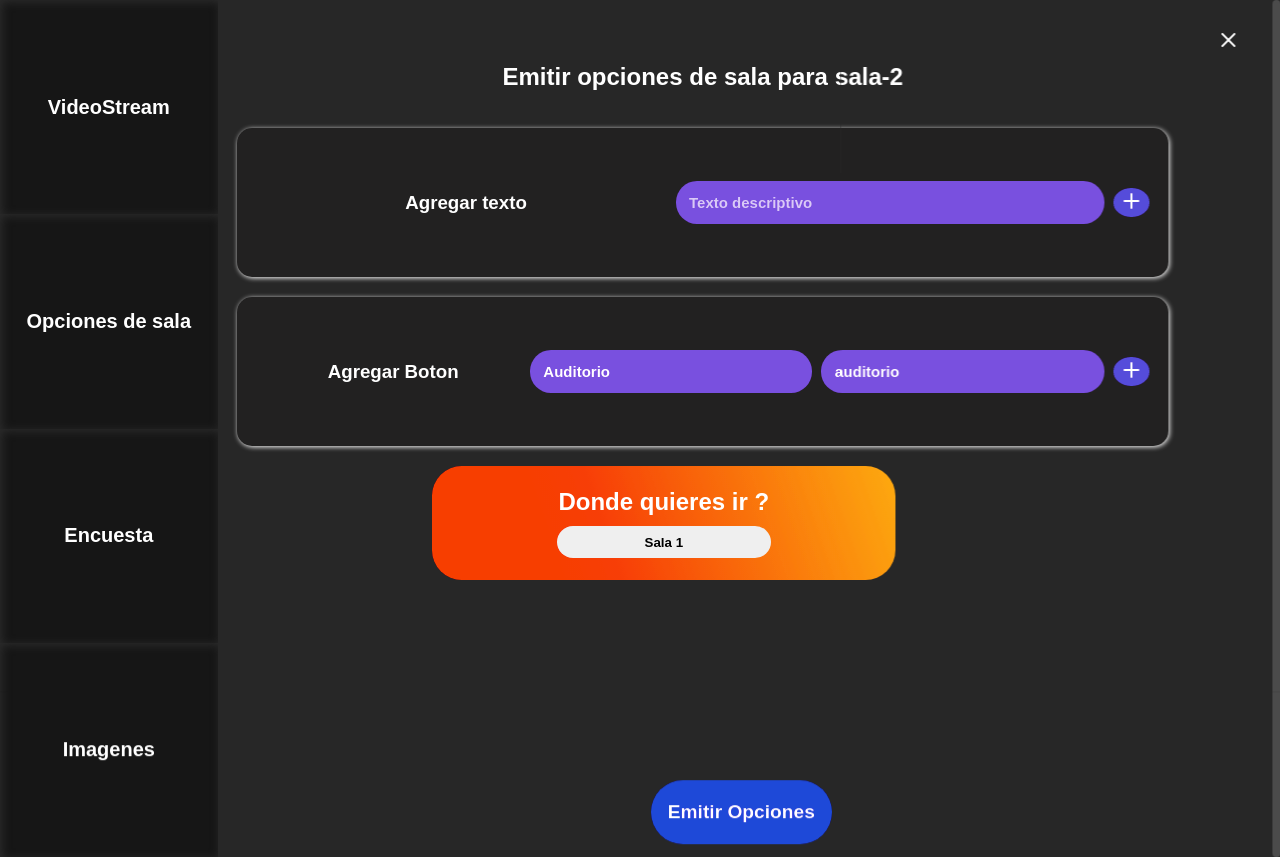 VideoStream
Opciones de sala
Encuesta
Imagenes
Emitir opciones de sala para sala-2
Agregar texto
Texto descriptivo
Agregar Boton
Auditorio
auditorio
Donde quieres ir ?
Sala 1
Emitir Opciones